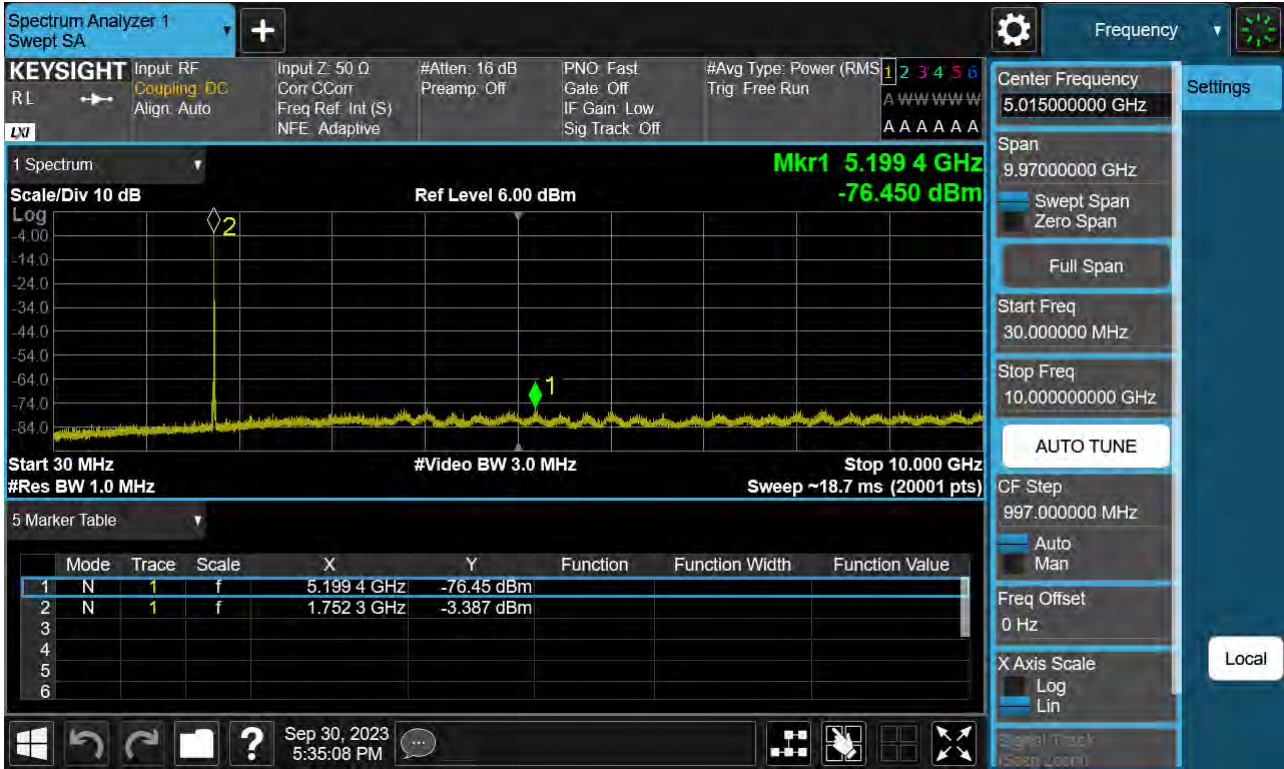 Spectrum Analyzer 1
Swept SA
+
Frequency
KEYSIGHT
RL
LXI
Input: RF
Coupling: DC
Align: Auto
Input Z: 50 Ω
Corr CCorr
Freq Ref: Int (S)
NFE: Adaptive
#Atten: 16 dB
Preamp: Off
PNO: Fast
Gate: Off
IF Gain: Low
Sig Track: Off
#Avg Type: Power (RMS
Trig: Free Run
1 2 3 4 5 6
A W W W W W
A A A A A A
1 Spectrum
Mkr1 5.199 4 GHz
-76.450 dBm
Scale/Div 10 dB
Ref Level 6.00 dBm
Log
-4.00
-14.0
-24.0
-34.0
-44.0
-54.0
-64.0
-74.0
-84.0
2
1
Start 30 MHz
#Video BW 3.0 MHz
Stop 10.000 GHz
#Res BW 1.0 MHz
Sweep ~18.7 ms (20001 pts)
5 Marker Table
Mode Trace Scale X Y Function Function Width Function Value
1 N 1 f 5.199 4 GHz -76.45 dBm
2 N 1 f 1.752 3 GHz -3.387 dBm
3
4
5
6
Center Frequency
5.015000000 GHz
Settings
Span
9.97000000 GHz
Swept Span
Zero Span
Full Span
Start Freq
30.000000 MHz
Stop Freq
10.000000000 GHz
AUTO TUNE
CF Step
997.000000 MHz
Auto
Man
Freq Offset
0 Hz
X Axis Scale
Log
Lin
Local
Signal Track
(Span Zoom)
?
Sep 30, 2023
5:35:08 PM